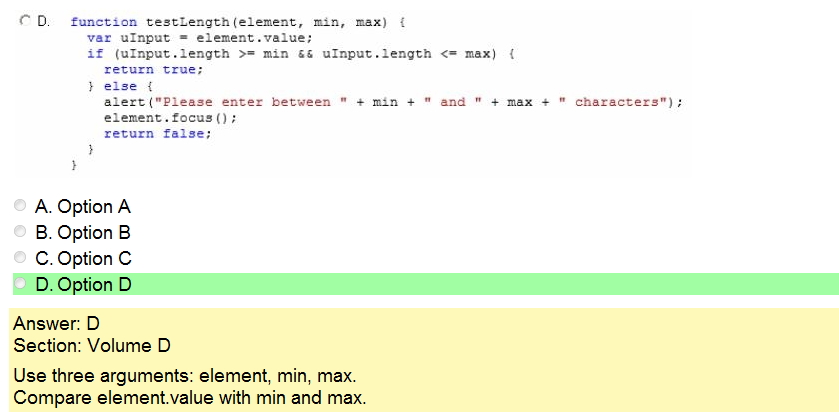 D. function testLength(element, min, max) {
var uInput = element.value;
if (uInput.length >= min && uInput.length <= max) {
return true;
} else {
alert("Please enter between " + min + " and " + max + " characters");
element.focus();
return false;
}
}
A. Option A
B. Option B
C. Option C
D. Option D
Answer: D
Section: Volume D
Use three arguments: element, min, max.
Compare element.value with min and max.